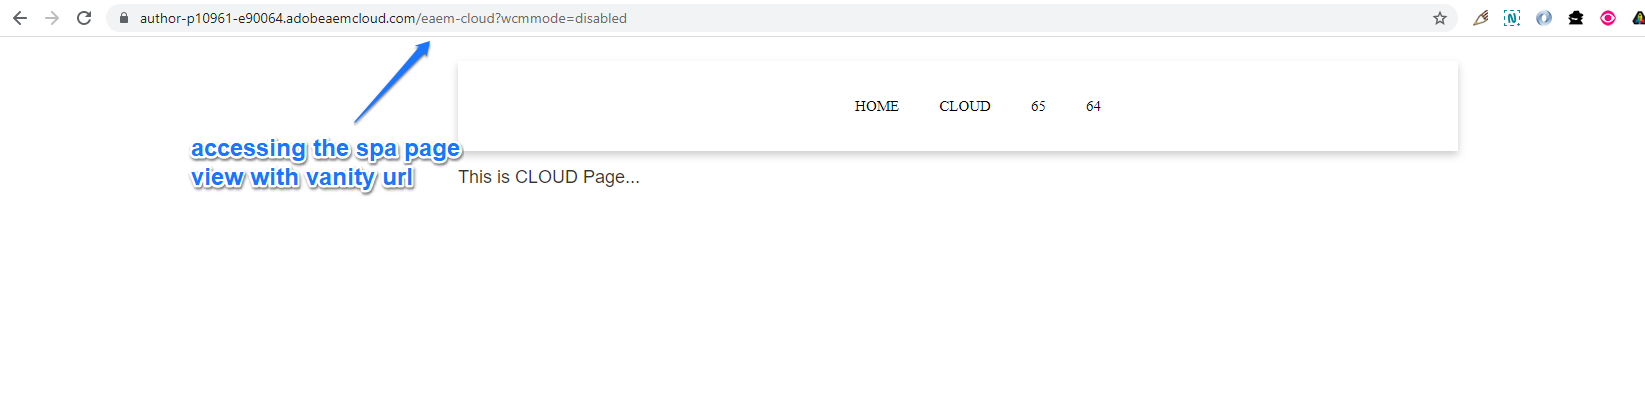 author-p10961-e90064.adobeaemcloud.com/eaem-cloud?wcmmode=disabled
HOME CLOUD 65 64
accessing the spa page
view with vanity url
This is CLOUD Page...